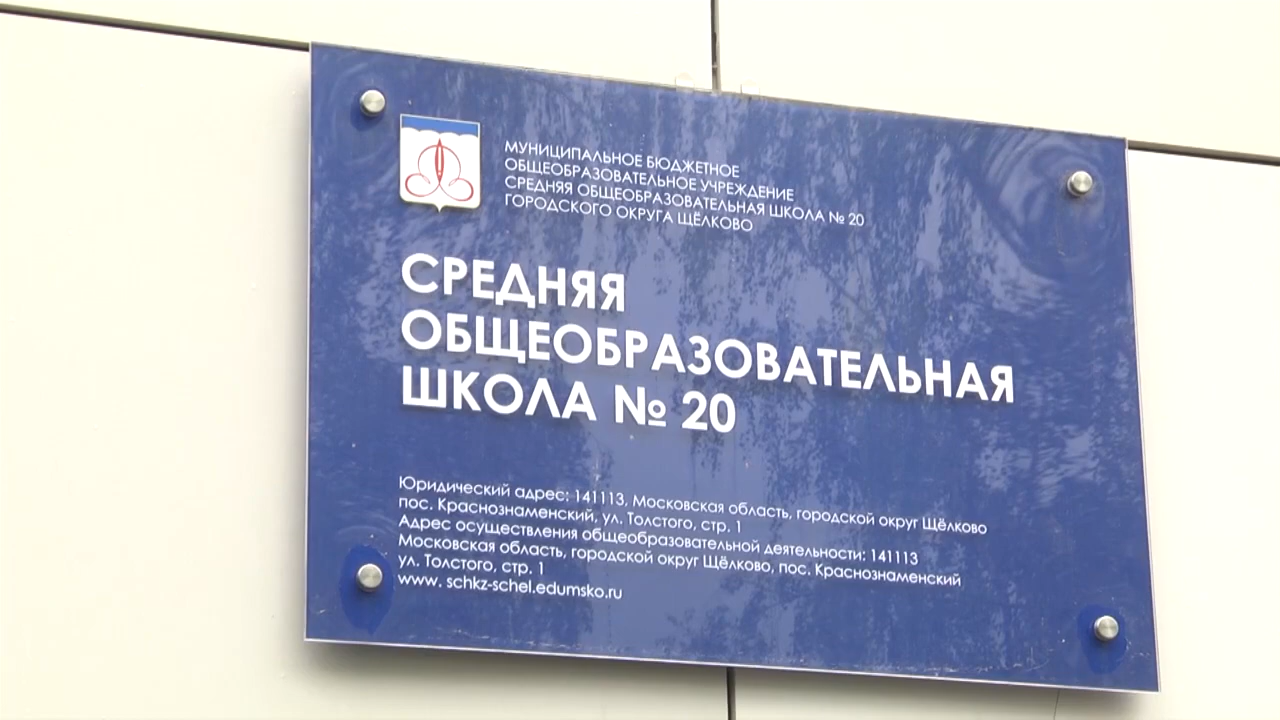 МУНИЦИПАЛЬНОЕ БЮДЖЕТНОЕ
ОБЩЕОБРАЗОВАТЕЛЬНОЕ УЧРЕЖДЕНИЕ
СРЕДНЯЯ ОБЩЕОБРАЗОВАТЕЛЬНАЯ ШКОЛА № 20
ГОРОДСКОГО ОКРУГА ЩЁЛКОВО
СРЕДНЯЯ
ОБЩЕОБРАЗОВАТЕЛЬНАЯ
ШКОЛА № 20
Юридический адрес: 141113, Московская область, городской округ Щёлково
пос. Краснознаменский, ул. Толстого, стр. 1
Адрес осуществления общеобразовательной деятельности: 141113
Московская область, городской округ Щёлково, пос. Краснознаменский
ул. Толстого, стр. 1
www. schkz-schel.edumsko.ru